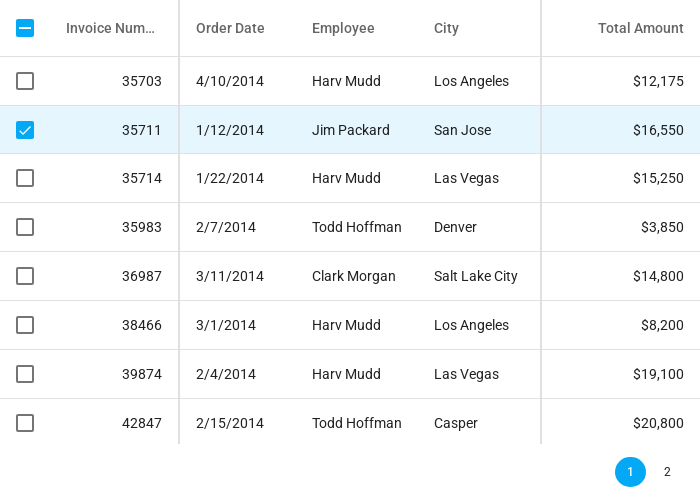 Invoice Num... Order Date Employee City Total Amount
35703 4/10/2014 Harv Mudd Los Angeles $12,175
35711 1/12/2014 Jim Packard San Jose $16,550
35714 1/22/2014 Harv Mudd Las Vegas $15,250
35983 2/7/2014 Todd Hoffman Denver $3,850
36987 3/11/2014 Clark Morgan Salt Lake City $14,800
38466 3/1/2014 Harv Mudd Los Angeles $8,200
39874 2/4/2014 Harv Mudd Las Vegas $19,100
42847 2/15/2014 Todd Hoffman Casper $20,800
1 2